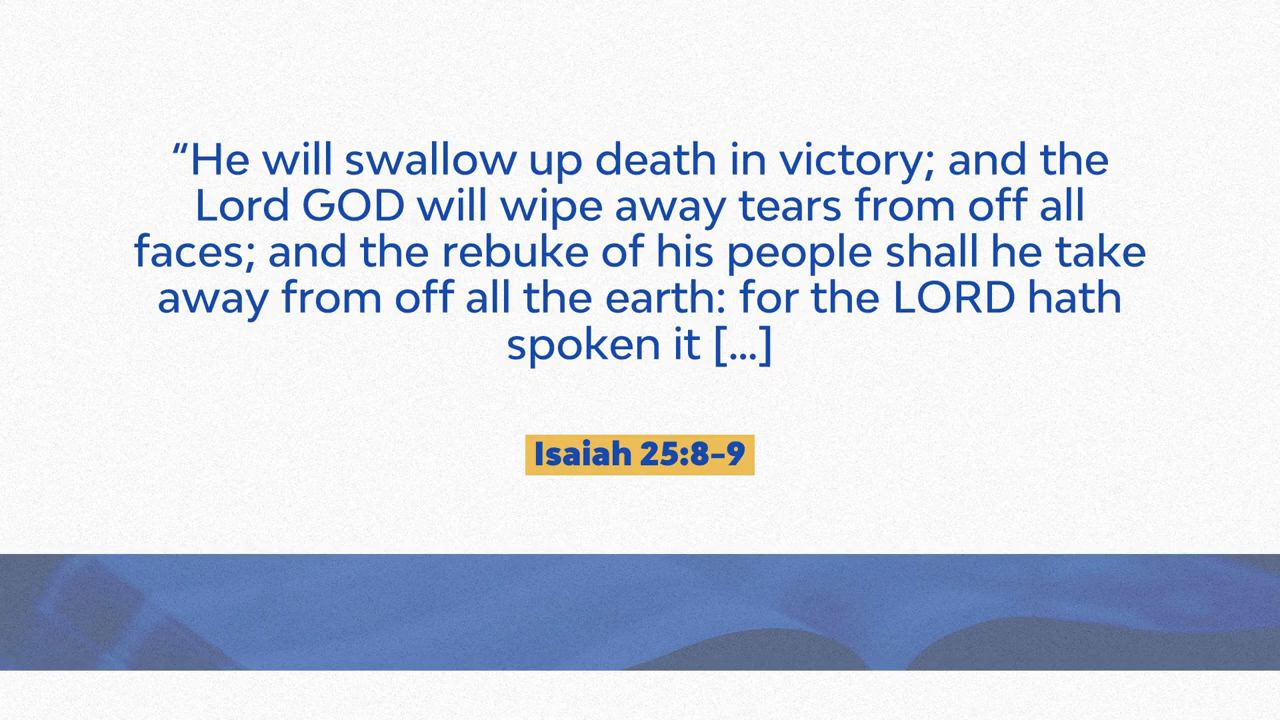 “He will swallow up death in victory; and the
Lord GOD will wipe away tears from off all
faces; and the rebuke of his people shall he take
away from off all the earth: for the LORD hath
spoken it [...]
Isaiah 25:8–9